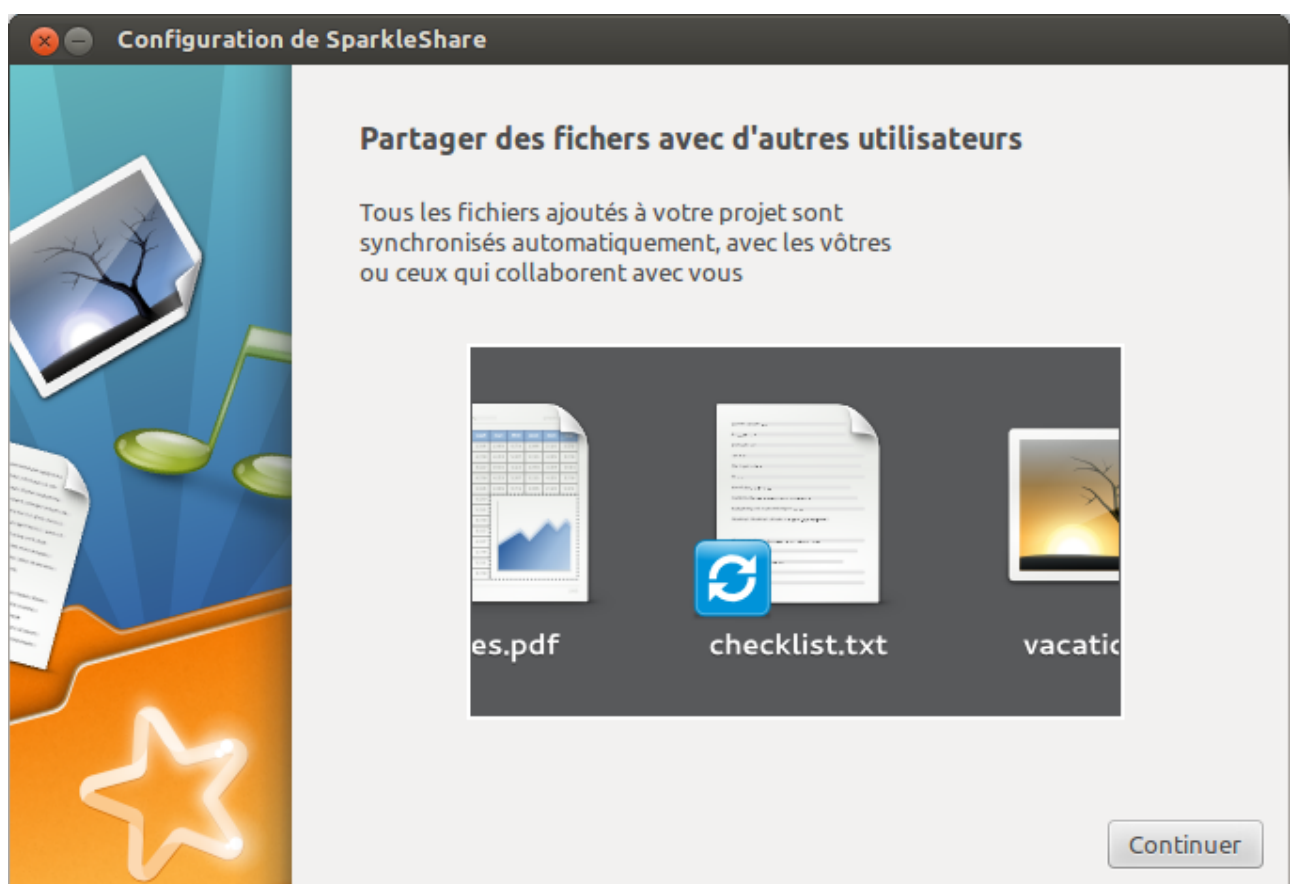 Configuration de SparkleShare
Partager des fichers avec d'autres utilisateurs
Tous les fichiers ajoutés à votre projet sont
synchronisés automatiquement, avec les vôtres
ou ceux qui collaborent avec vous
es.pdf
checklist.txt
vacatic
Continuer